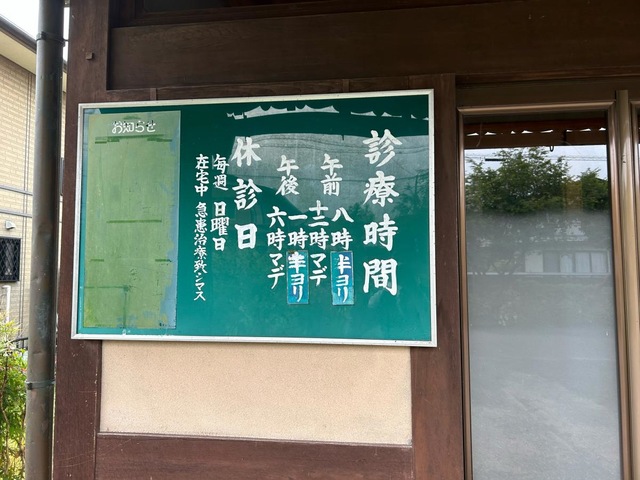 診療時間
午前 八時半ヨリ
十二時マデ
午後 一時半ヨリ
六時マデ
休診日
毎週 日曜日
在宅中 急患治療致シマス
お知らせ